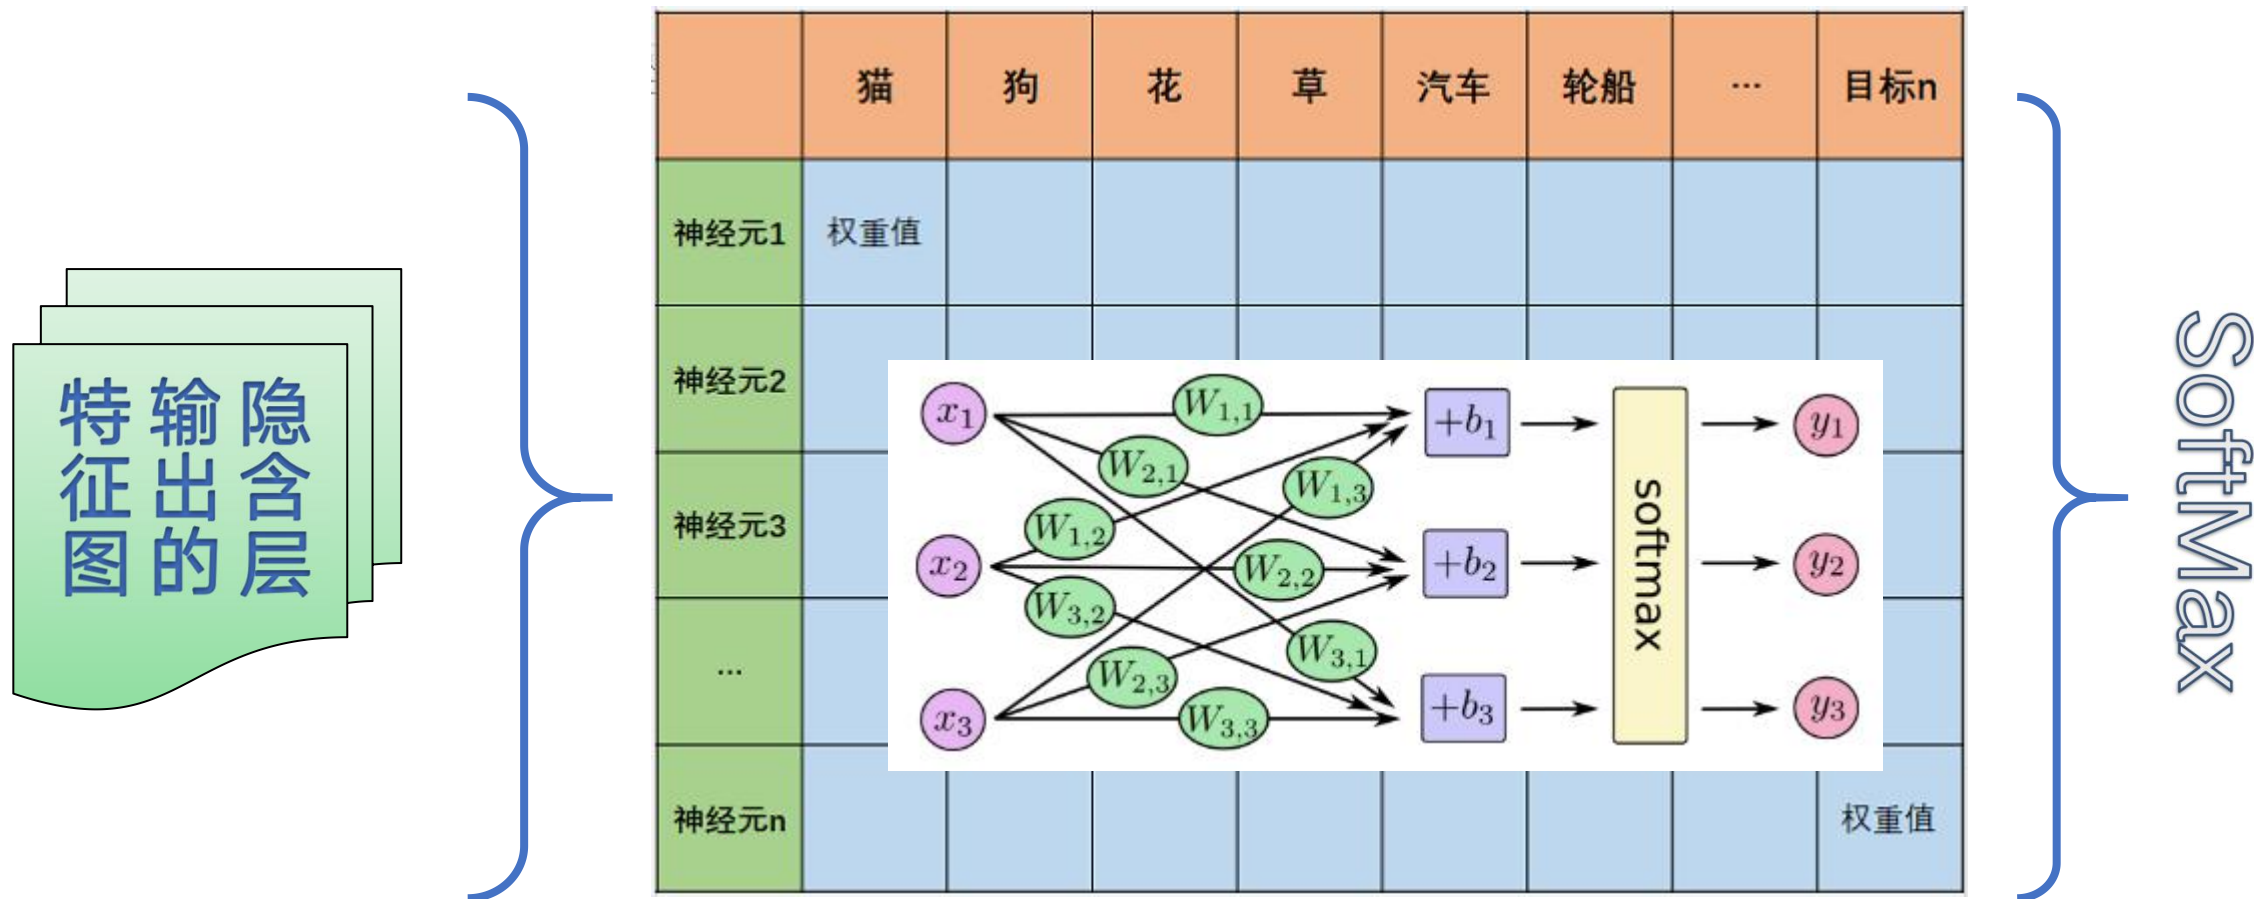 隐含层
输出的
特征图
猫 狗 花 草 汽车 轮船 ... 目标n
神经元1 权重值
神经元2
神经元3
...
神经元n 权重值
x1 W1,1 +b1 y1
W2,1
W1,3
W1,2
x2 W2,2 +b2 y2
W3,2
W3,1
W2,3
x3 W3,3 +b3 y3
softmax
SoftMax